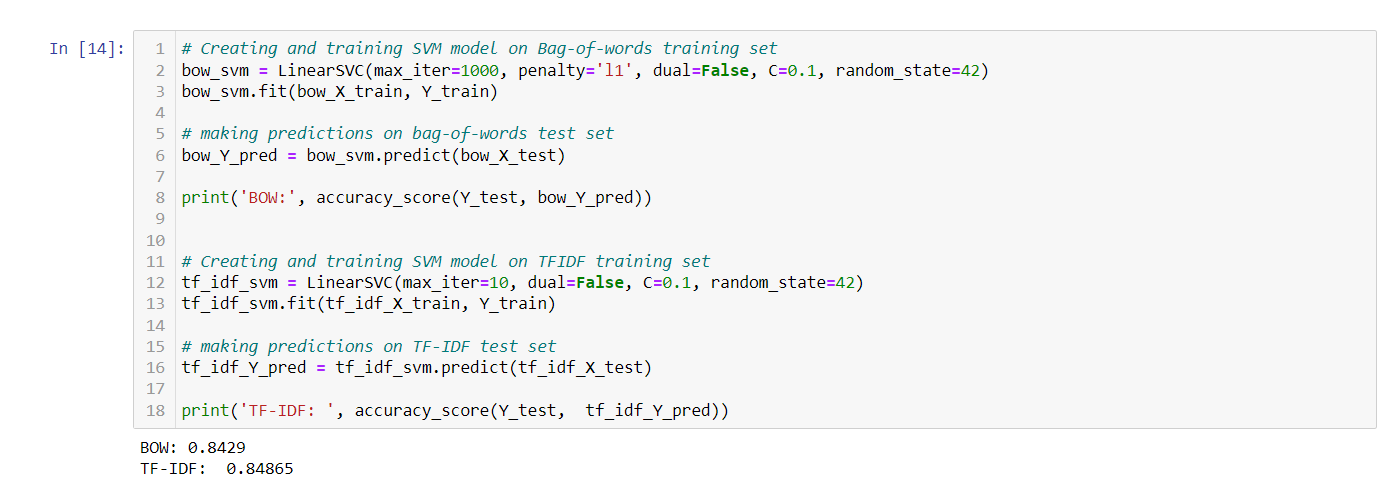 In [14]:
1 # Creating and training SVM model on Bag-of-words training set
2 bow_svm = LinearSVC(max_iter=1000, penalty='l1', dual=False, C=0.1, random_state=42)
3 bow_svm.fit(bow_X_train, Y_train)
4
5 # making predictions on bag-of-words test set
6 bow_Y_pred = bow_svm.predict(bow_X_test)
7
8 print('BOW:', accuracy_score(Y_test, bow_Y_pred))
9
10
11 # Creating and training SVM model on TFIDF training set
12 tf_idf_svm = LinearSVC(max_iter=10, dual=False, C=0.1, random_state=42)
13 tf_idf_svm.fit(tf_idf_X_train, Y_train)
14
15 # making predictions on TF-IDF test set
16 tf_idf_Y_pred = tf_idf_svm.predict(tf_idf_X_test)
17
18 print('TF-IDF: ', accuracy_score(Y_test,  tf_idf_Y_pred))
BOW: 0.8429
TF-IDF:  0.84865